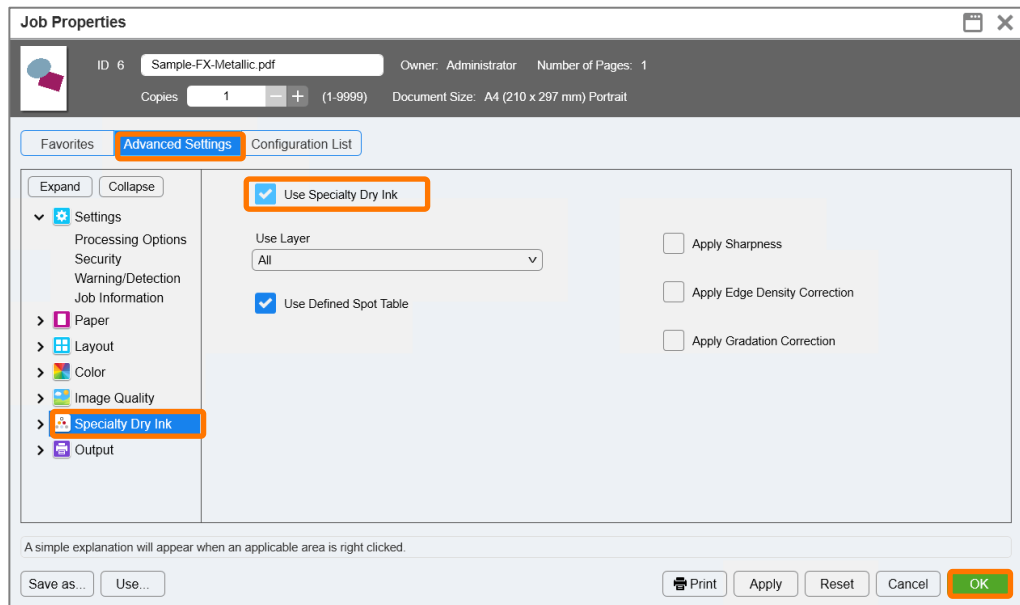 Job Properties
ID 6 Sample-FX-Metallic.pdf Owner: Administrator Number of Pages: 1
Copies 1 (1-9999) Document Size: A4 (210 x 297 mm) Portrait
Favorites Advanced Settings Configuration List
Expand Collapse
Settings
Processing Options
Security
Warning/Detection
Job Information
Paper
Layout
Color
Image Quality
Specialty Dry Ink
Output
Use Specialty Dry Ink
Use Layer
All
Use Defined Spot Table
Apply Sharpness
Apply Edge Density Correction
Apply Gradation Correction
A simple explanation will appear when an applicable area is right clicked.
Save as... Use... Print Apply Reset Cancel OK